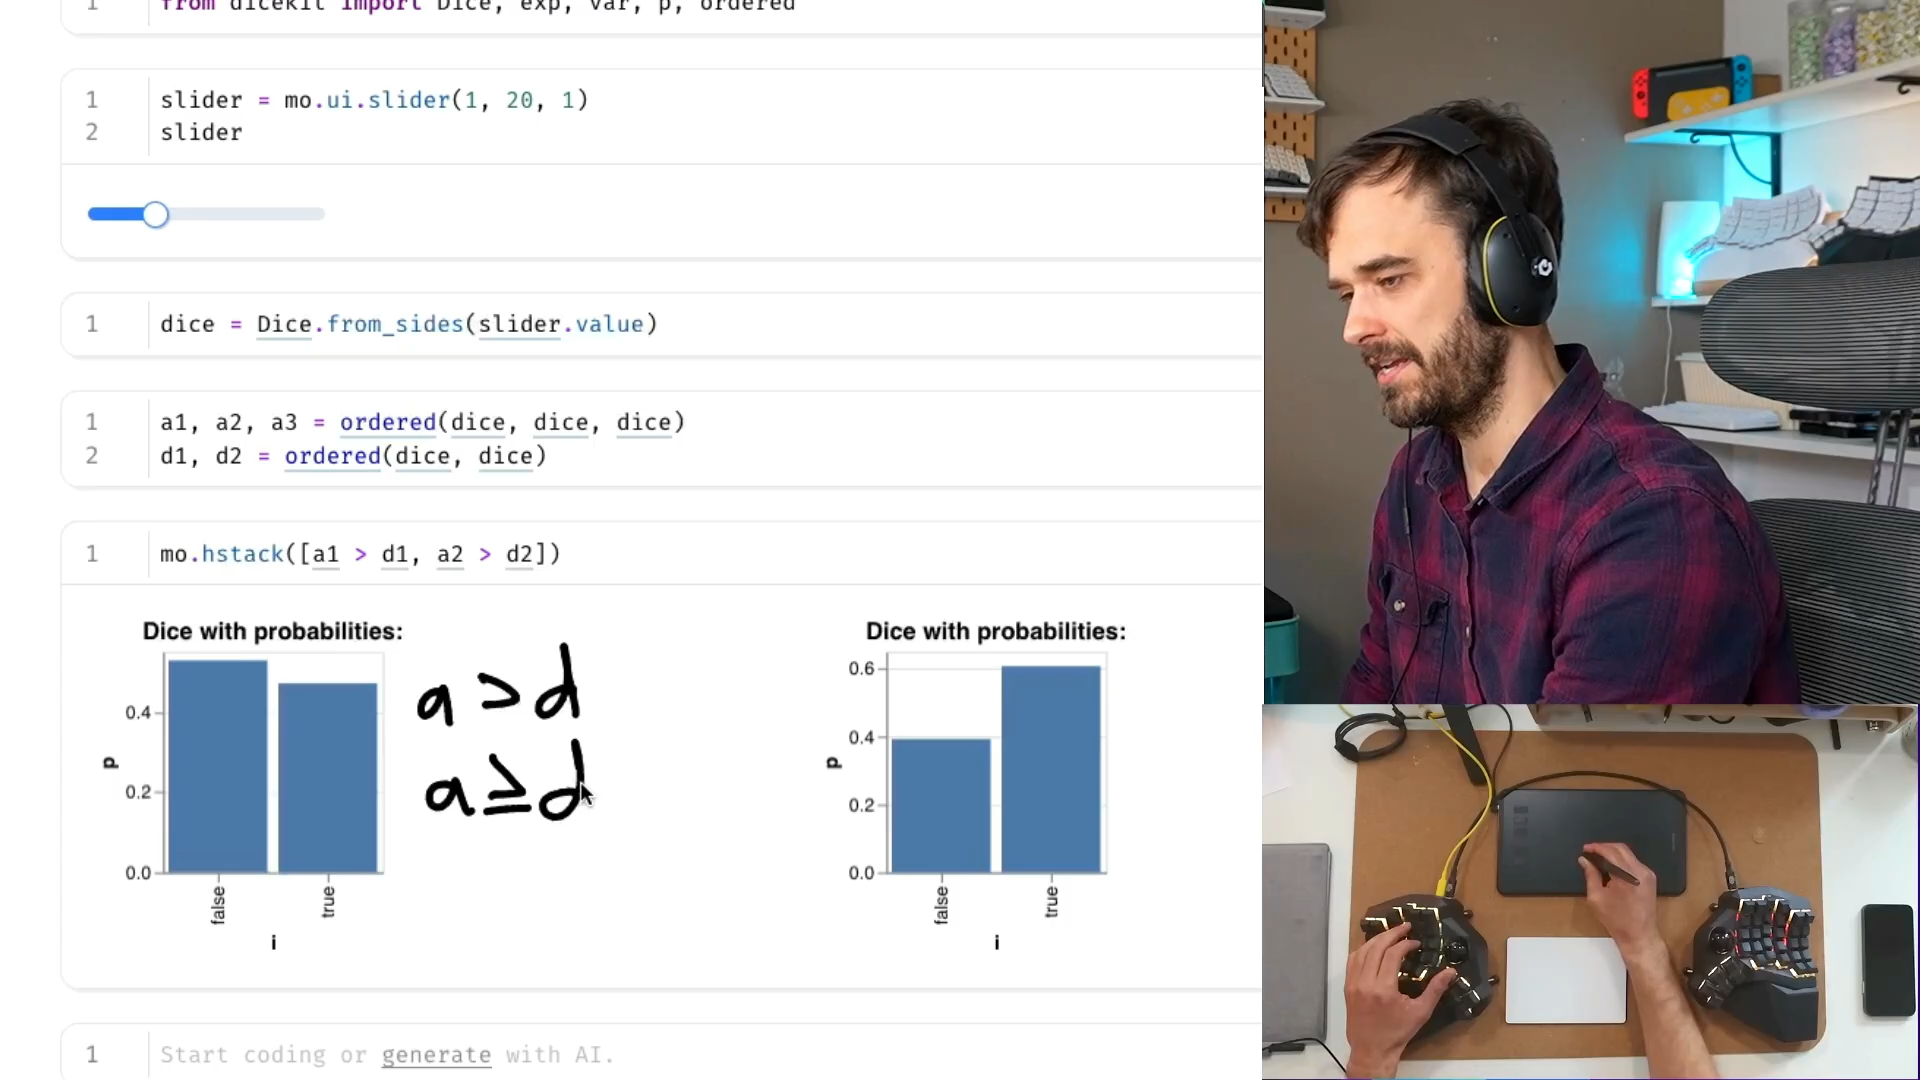 1 from dicekit import Dice, exp, var, p, ordered
1 slider = mo.ui.slider(1, 20, 1)
2 slider
1 dice = Dice.from_sides(slider.value)
1 a1, a2, a3 = ordered(dice, dice, dice)
2 d1, d2 = ordered(dice, dice)
1 mo.hstack([a1 > d1, a2 > d2])
Dice with probabilities:
0.4
0.2
0.0
p
false
true
i
a > d
a ≥ d
Dice with probabilities:
0.6
0.4
0.2
0.0
p
false
true
i
1 Start coding or generate with AI.